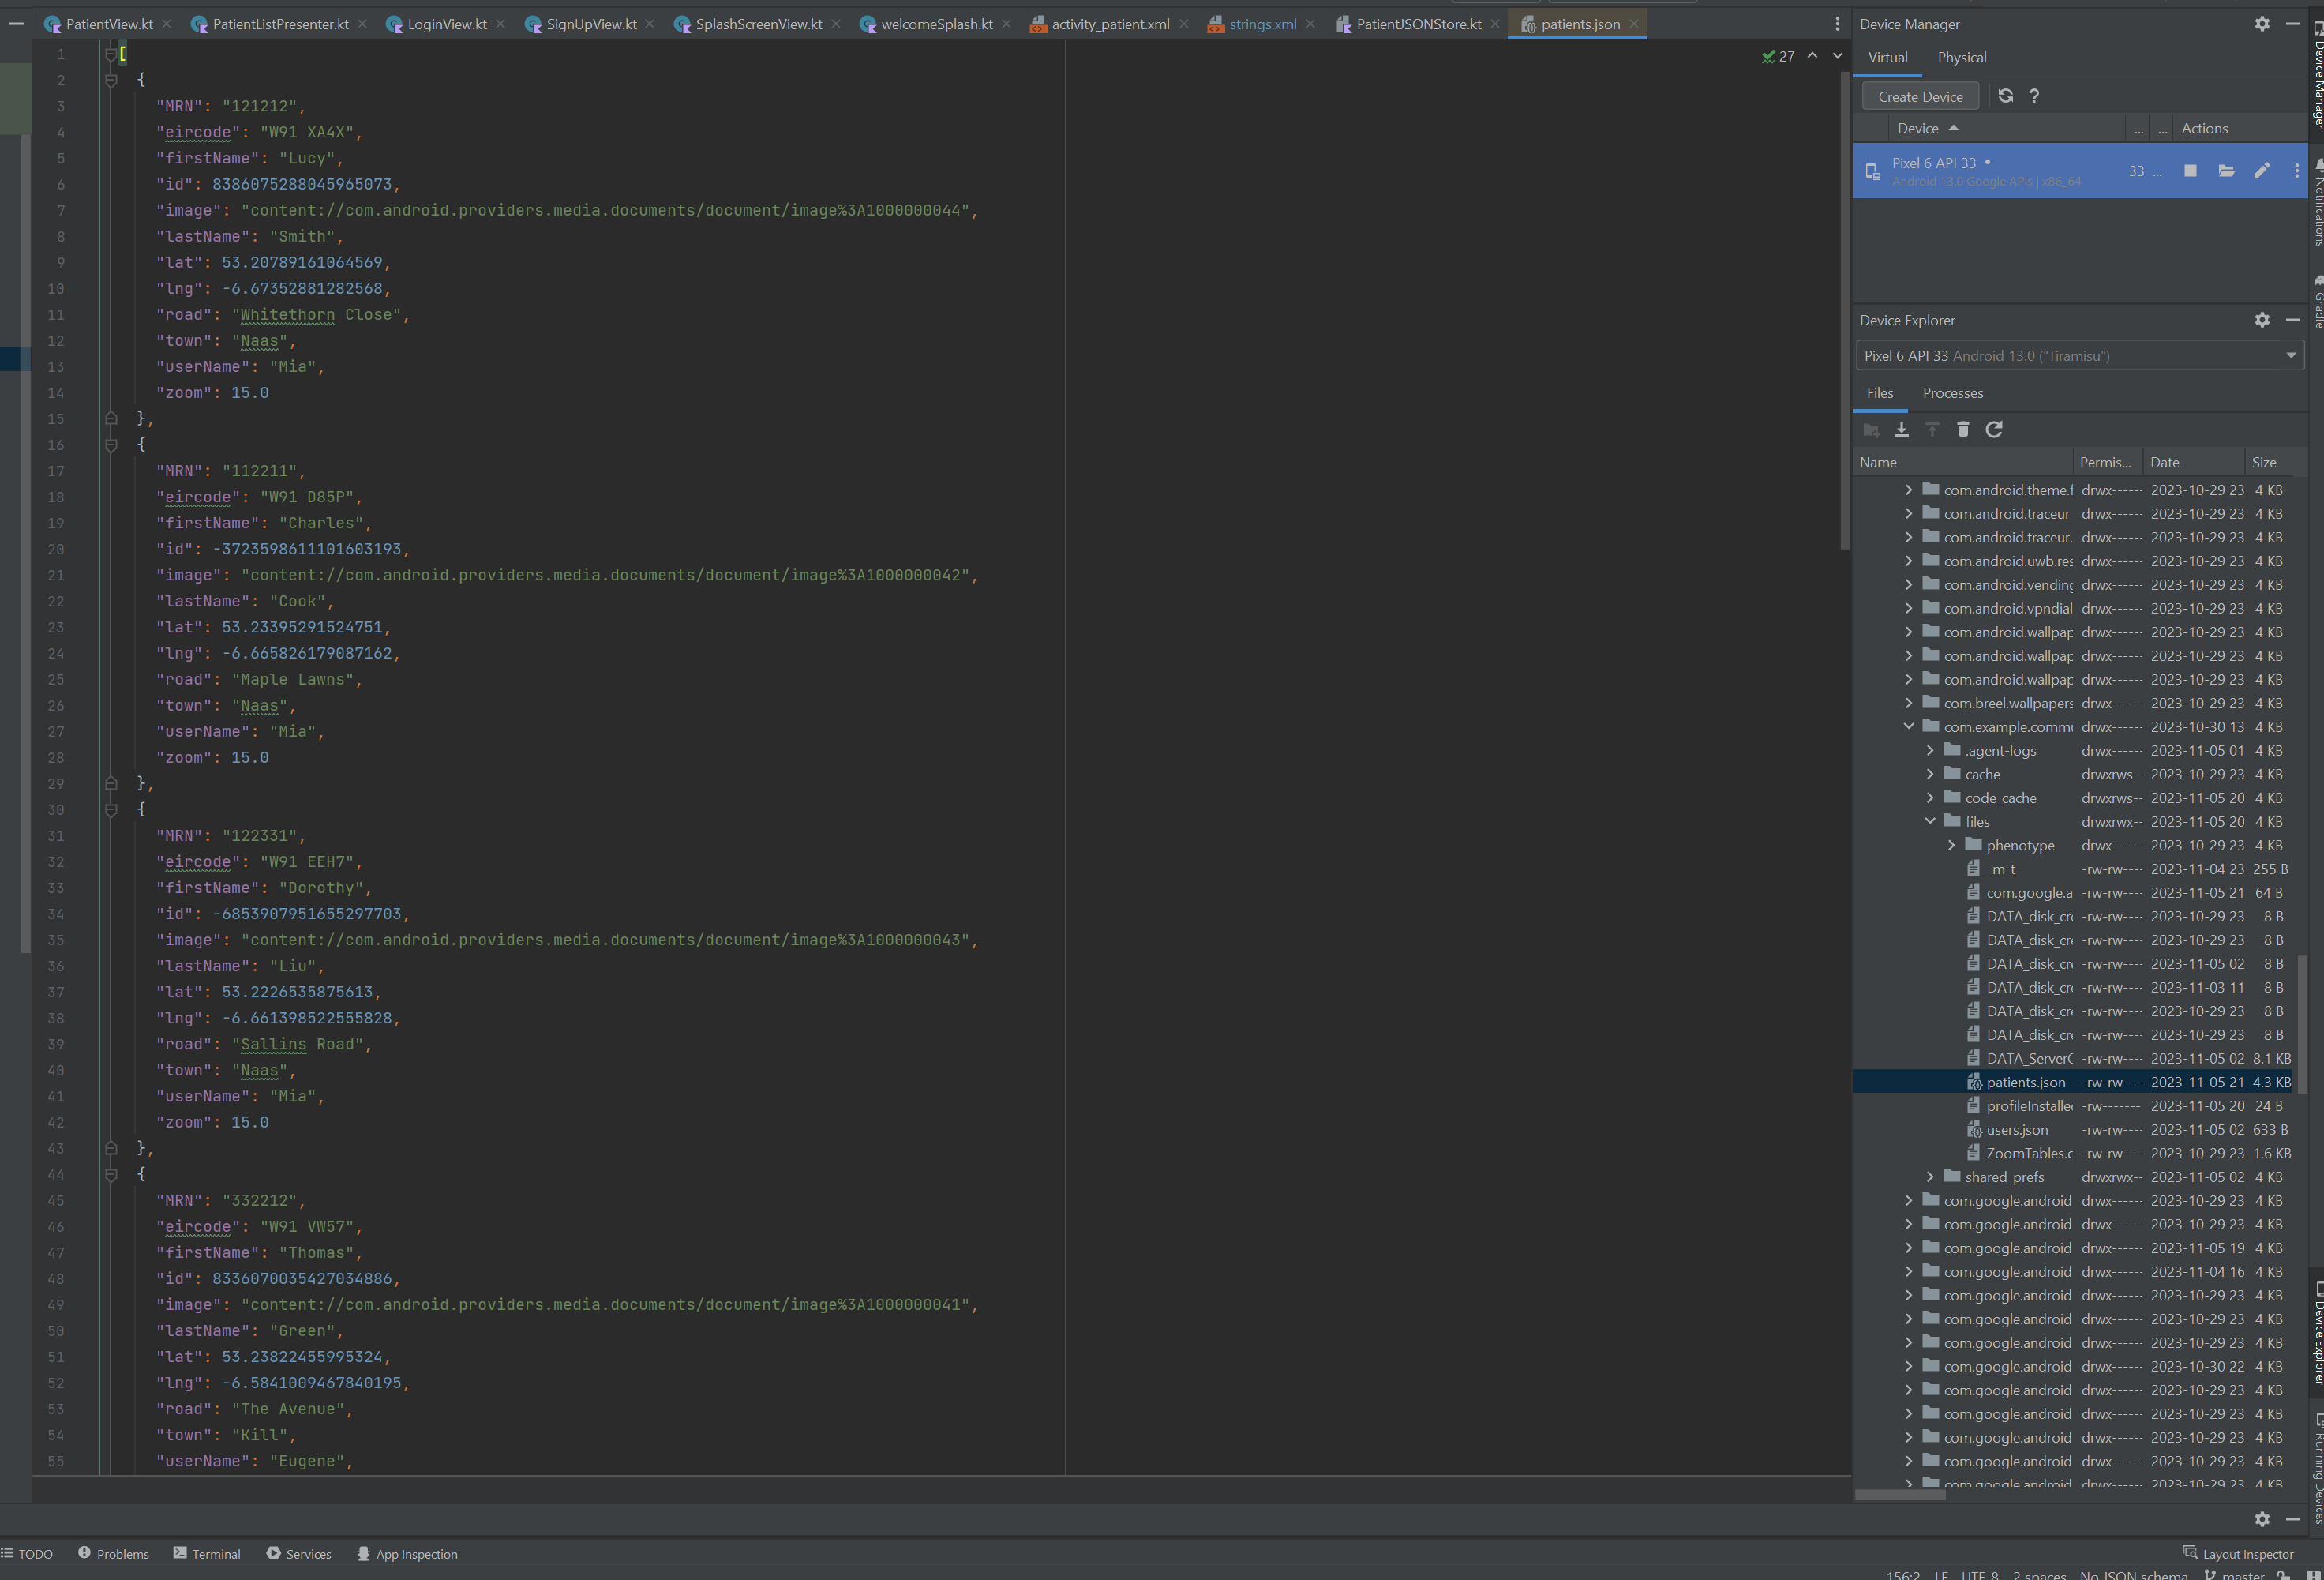 PatientView.kt PatientListPresenter.kt LoginView.kt SignUpView.kt SplashScreenView.kt welcomeSplash.kt activity_patient.xml strings.xml PatientJSONStore.kt patients.json
27
1 [
2 {
3 "MRN": "121212",
4 "eircode": "W91 XA4X",
5 "firstName": "Lucy",
6 "id": 8386075288045965073,
7 "image": "content://com.android.providers.media.documents/document/image%3A1000000044",
8 "lastName": "Smith",
9 "lat": 53.20789161064569,
10 "lng": -6.67352881282568,
11 "road": "Whitethorn Close",
12 "town": "Naas",
13 "userName": "Mia",
14 "zoom": 15.0
15 },
16 {
17 "MRN": "112211",
18 "eircode": "W91 D85P",
19 "firstName": "Charles",
20 "id": -3723598611101603193,
21 "image": "content://com.android.providers.media.documents/document/image%3A1000000042",
22 "lastName": "Cook",
23 "lat": 53.23395291524751,
24 "lng": -6.665826179087162,
25 "road": "Maple Lawns",
26 "town": "Naas",
27 "userName": "Mia",
28 "zoom": 15.0
29 },
30 {
31 "MRN": "122331",
32 "eircode": "W91 EEH7",
33 "firstName": "Dorothy",
34 "id": -6853907951655297703,
35 "image": "content://com.android.providers.media.documents/document/image%3A1000000043",
36 "lastName": "Liu",
37 "lat": 53.2226535875613,
38 "lng": -6.661398522555828,
39 "road": "Sallins Road",
40 "town": "Naas",
41 "userName": "Mia",
42 "zoom": 15.0
43 },
44 {
45 "MRN": "332212",
46 "eircode": "W91 VW57",
47 "firstName": "Thomas",
48 "id": 8336070035427034886,
49 "image": "content://com.android.providers.media.documents/document/image%3A1000000041",
50 "lastName": "Green",
51 "lat": 53.23822455995324,
52 "lng": -6.5841009467840195,
53 "road": "The Avenue",
54 "town": "Kill",
55 "userName": "Eugene",
Device Manager
Virtual Physical
Create Device ?
Device ... ... Actions
Pixel 6 API 33 33 ...
Android 13.0 Google APIs | x86_64
Device Explorer
Pixel 6 API 33 Android 13.0 ("Tiramisu")
Files Processes
Name Permis... Date Size
com.android.theme.f drwx------ 2023-10-29 23 4 KB
com.android.traceur drwx------ 2023-10-29 23 4 KB
com.android.traceur. drwx------ 2023-10-29 23 4 KB
com.android.uwb.res drwx------ 2023-10-29 23 4 KB
com.android.vending drwx------ 2023-10-29 23 4 KB
com.android.vpndial drwx------ 2023-10-29 23 4 KB
com.android.wallpap drwx------ 2023-10-29 23 4 KB
com.android.wallpap drwx------ 2023-10-29 23 4 KB
com.android.wallpap drwx------ 2023-10-29 23 4 KB
com.breel.wallpapers drwx------ 2023-10-29 23 4 KB
com.example.commu drwx------ 2023-10-30 13 4 KB
.agent-logs drwx------ 2023-11-05 01 4 KB
cache drwxrws-- 2023-10-29 23 4 KB
code_cache drwxrws-- 2023-11-05 20 4 KB
files drwxrwx-- 2023-11-05 20 4 KB
phenotype drwx------ 2023-10-29 23 4 KB
_m_t -rw-rw---- 2023-11-04 23 255 B
com.google.a -rw-rw---- 2023-11-05 21 64 B
DATA_disk_cre -rw-rw---- 2023-10-29 23 8 B
DATA_disk_cre -rw-rw---- 2023-10-29 23 8 B
DATA_disk_cre -rw-rw---- 2023-11-05 02 8 B
DATA_disk_cre -rw-rw---- 2023-11-03 11 8 B
DATA_disk_cre -rw-rw---- 2023-10-29 23 8 B
DATA_disk_cre -rw-rw---- 2023-10-29 23 8 B
DATA_ServerC -rw-rw---- 2023-11-05 02 8.1 KB
patients.json -rw-rw---- 2023-11-05 21 4.3 KB
profileInstalled -rw------- 2023-11-05 20 24 B
users.json -rw-rw---- 2023-11-05 02 633 B
ZoomTables.c -rw-rw---- 2023-10-29 23 1.6 KB
shared_prefs drwxrwx-- 2023-11-05 02 4 KB
com.google.android drwx------ 2023-10-29 23 4 KB
com.google.android drwx------ 2023-10-29 23 4 KB
com.google.android drwx------ 2023-11-05 19 4 KB
com.google.android drwx------ 2023-11-04 16 4 KB
com.google.android drwx------ 2023-10-29 23 4 KB
com.google.android drwx------ 2023-10-29 23 4 KB
com.google.android drwx------ 2023-10-29 23 4 KB
com.google.android drwx------ 2023-10-30 22 4 KB
com.google.android drwx------ 2023-10-29 23 4 KB
com.google.android drwx------ 2023-10-29 23 4 KB
com.google.android drwx------ 2023-10-29 23 4 KB
com.google.android drwx------ 2023-10-29 23 4 KB
com.google.android drwx------ 2023-10-29 23 4 KB
Device Manager
Notifications
Gradle
Device Explorer
Running Devices
TODO Problems Terminal Services App Inspection Layout Inspector
156:2 LF UTF-8 2 spaces No JSON schema master